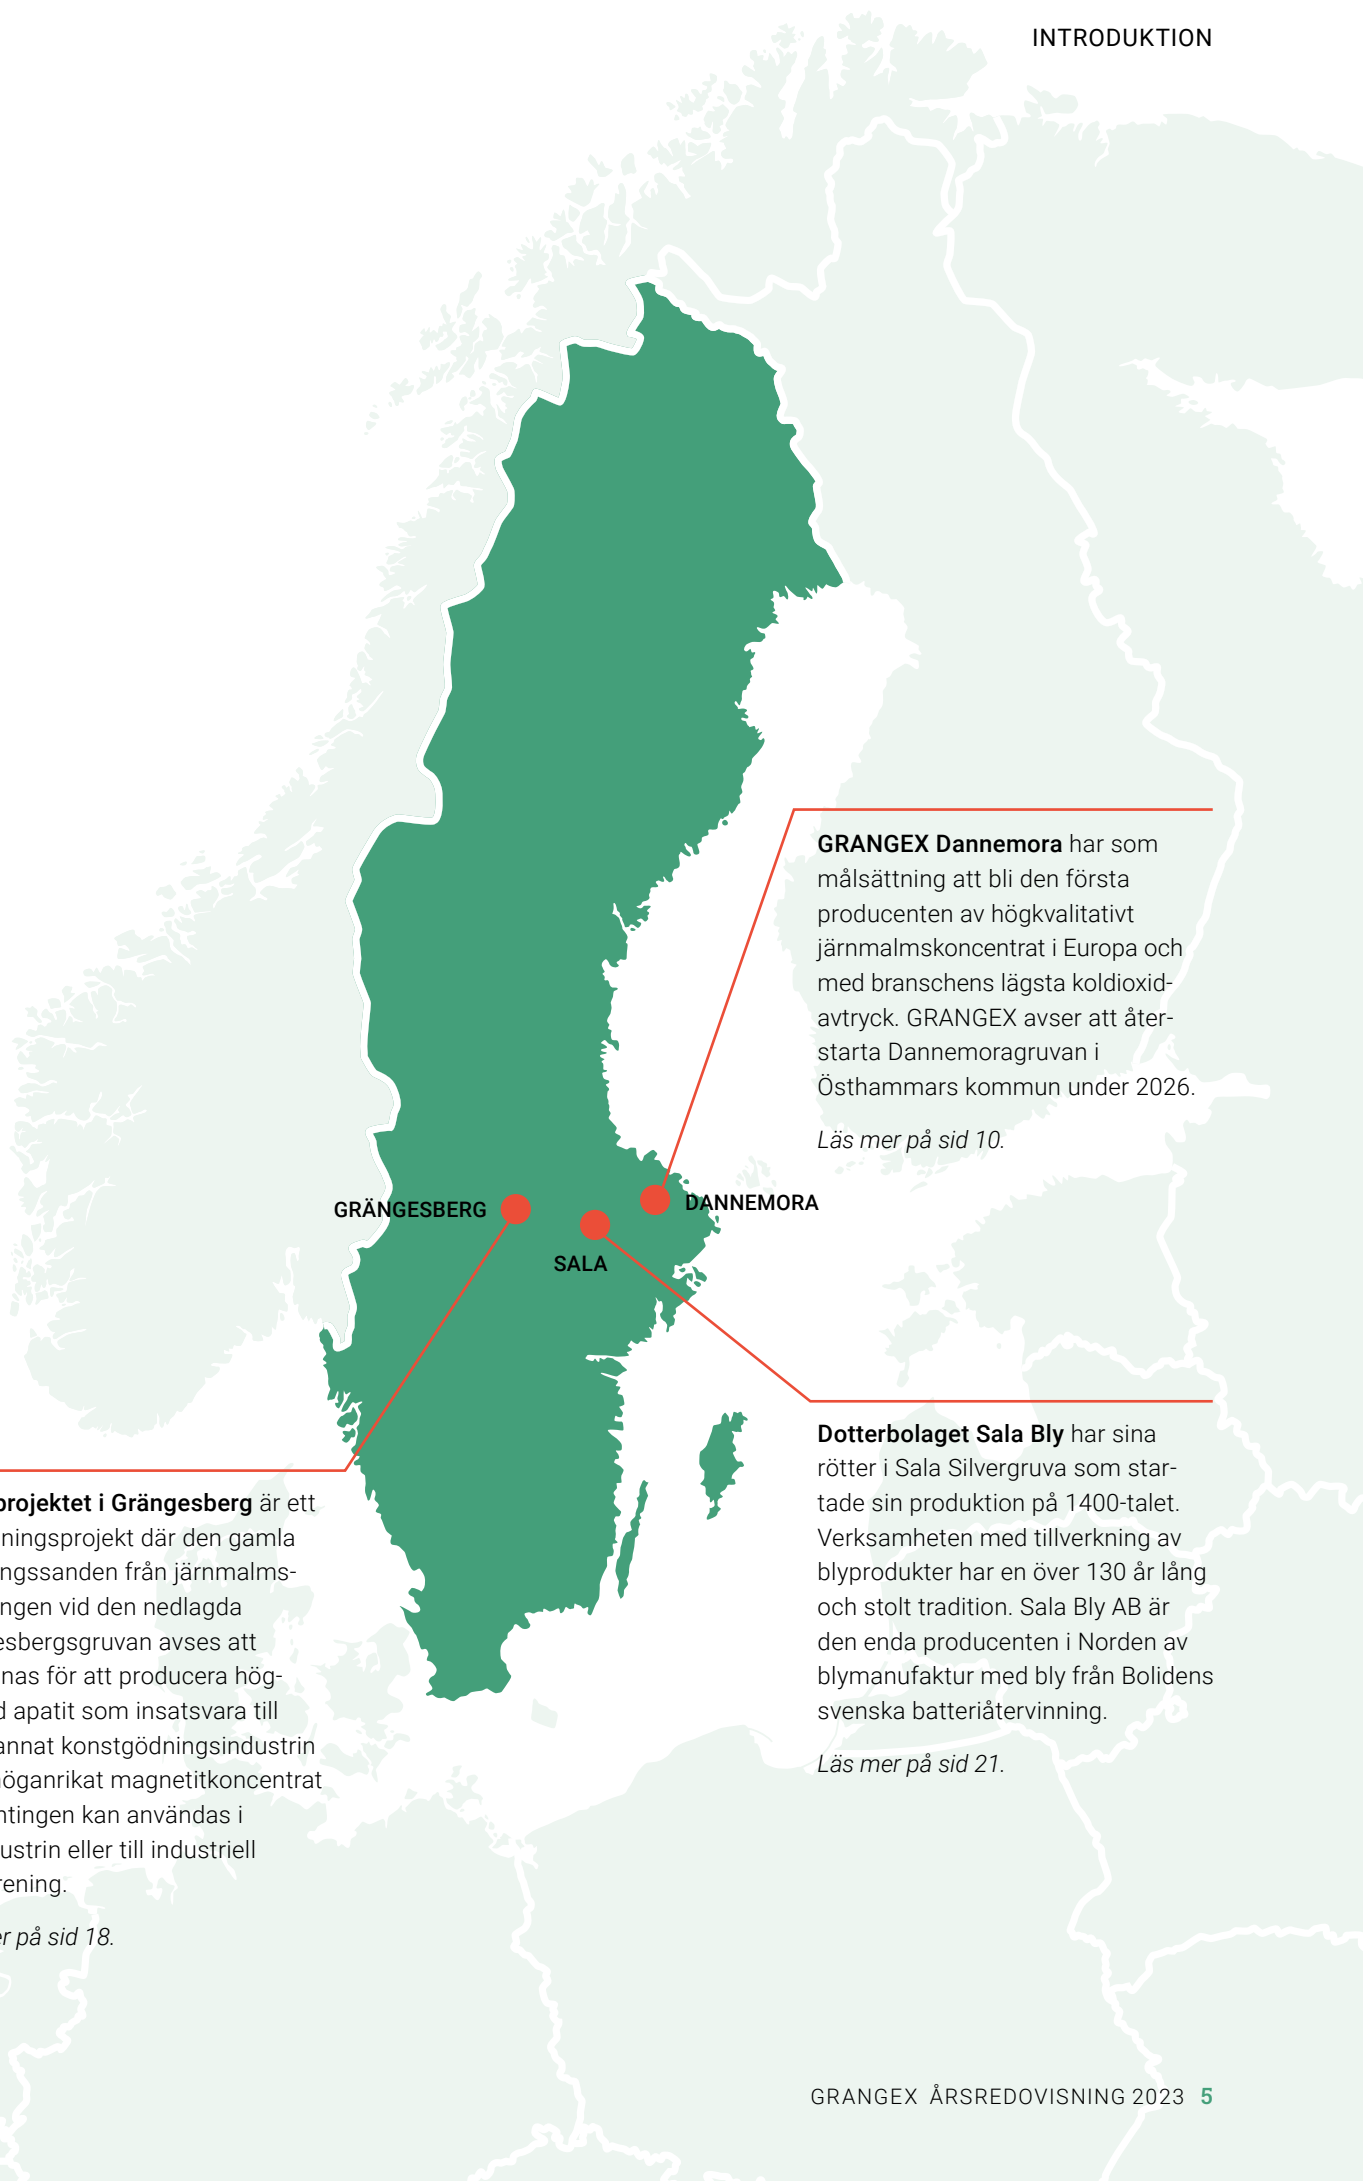 INTRODUKTION
GRANGEX Dannemora har som
målsättning att bli den första
producenten av högkvalitativt
järnmalmskoncentrat i Europa och
med branschens lägsta koldioxid-
avtryck. GRANGEX avser att åter-
starta Dannemoragruvan i
Östhammars kommun under 2026.
Läs mer på sid 10.
GRÄNGESBERG
DANNEMORA
SALA
Dotterbolaget Sala Bly har sina
rötter i Sala Silvergruva som star-
tade sin produktion på 1400-talet.
Verksamheten med tillverkning av
blyprodukter har en över 130 år lång
och stolt tradition. Sala Bly AB är
den enda producenten i Norden av
blymanufaktur med bly från Bolidens
svenska batteriåtervinning.
Läs mer på sid 21.
projektet i Grängesberg är ett
ningsprojekt där den gamla
ngssanden från järnmalms-
ngen vid den nedlagda
esbergsgruvan avses att
nas för att producera hög-
d apatit som insatsvara till
annat konstgödningsindustrin
höganrikat magnetitkoncentrat
ntingen kan användas i
ustrin eller till industriell
rening.
er på sid 18.
GRANGEX ÅRSREDOVISNING 2023 5